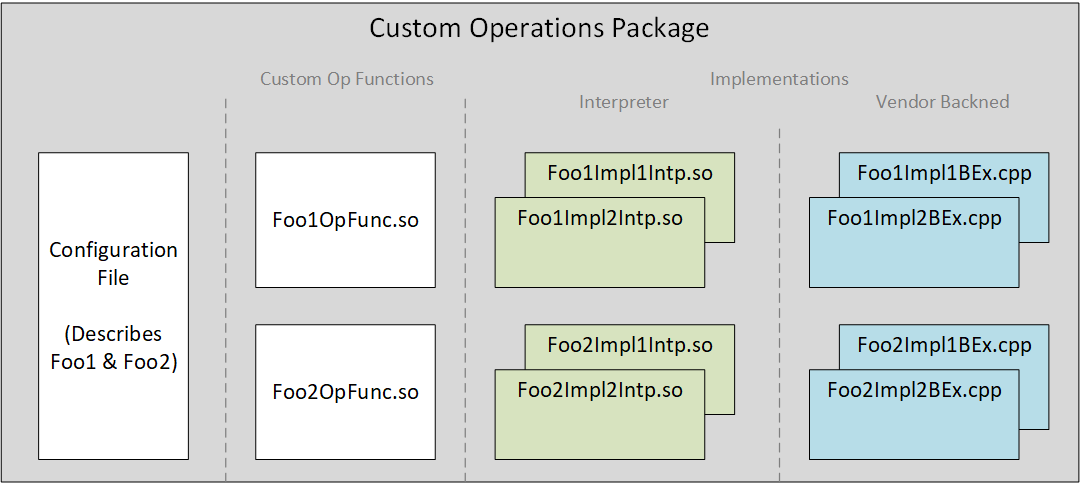 Custom Operations Package
Custom Op Functions
Implementations
Interpreter
Vendor Backned
Configuration
File
(Describes
Foo1 & Foo2)
Foo1OpFunc.so
Foo1Impl1Intp.so
Foo1Impl2Intp.so
Foo1Impl1BEx.cpp
Foo1Impl2BEx.cpp
Foo2OpFunc.so
Foo2Impl1Intp.so
Foo2Impl2Intp.so
Foo2Impl1BEx.cpp
Foo2Impl2BEx.cpp